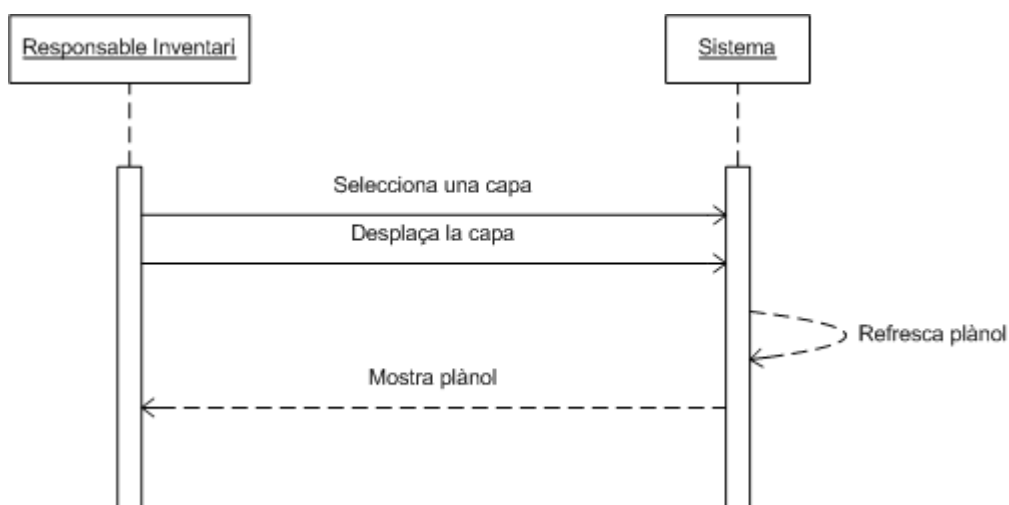 Responsable Inventari
Sistema
Selecciona una capa
Desplaça la capa
Refresca plànol
Mostra plànol